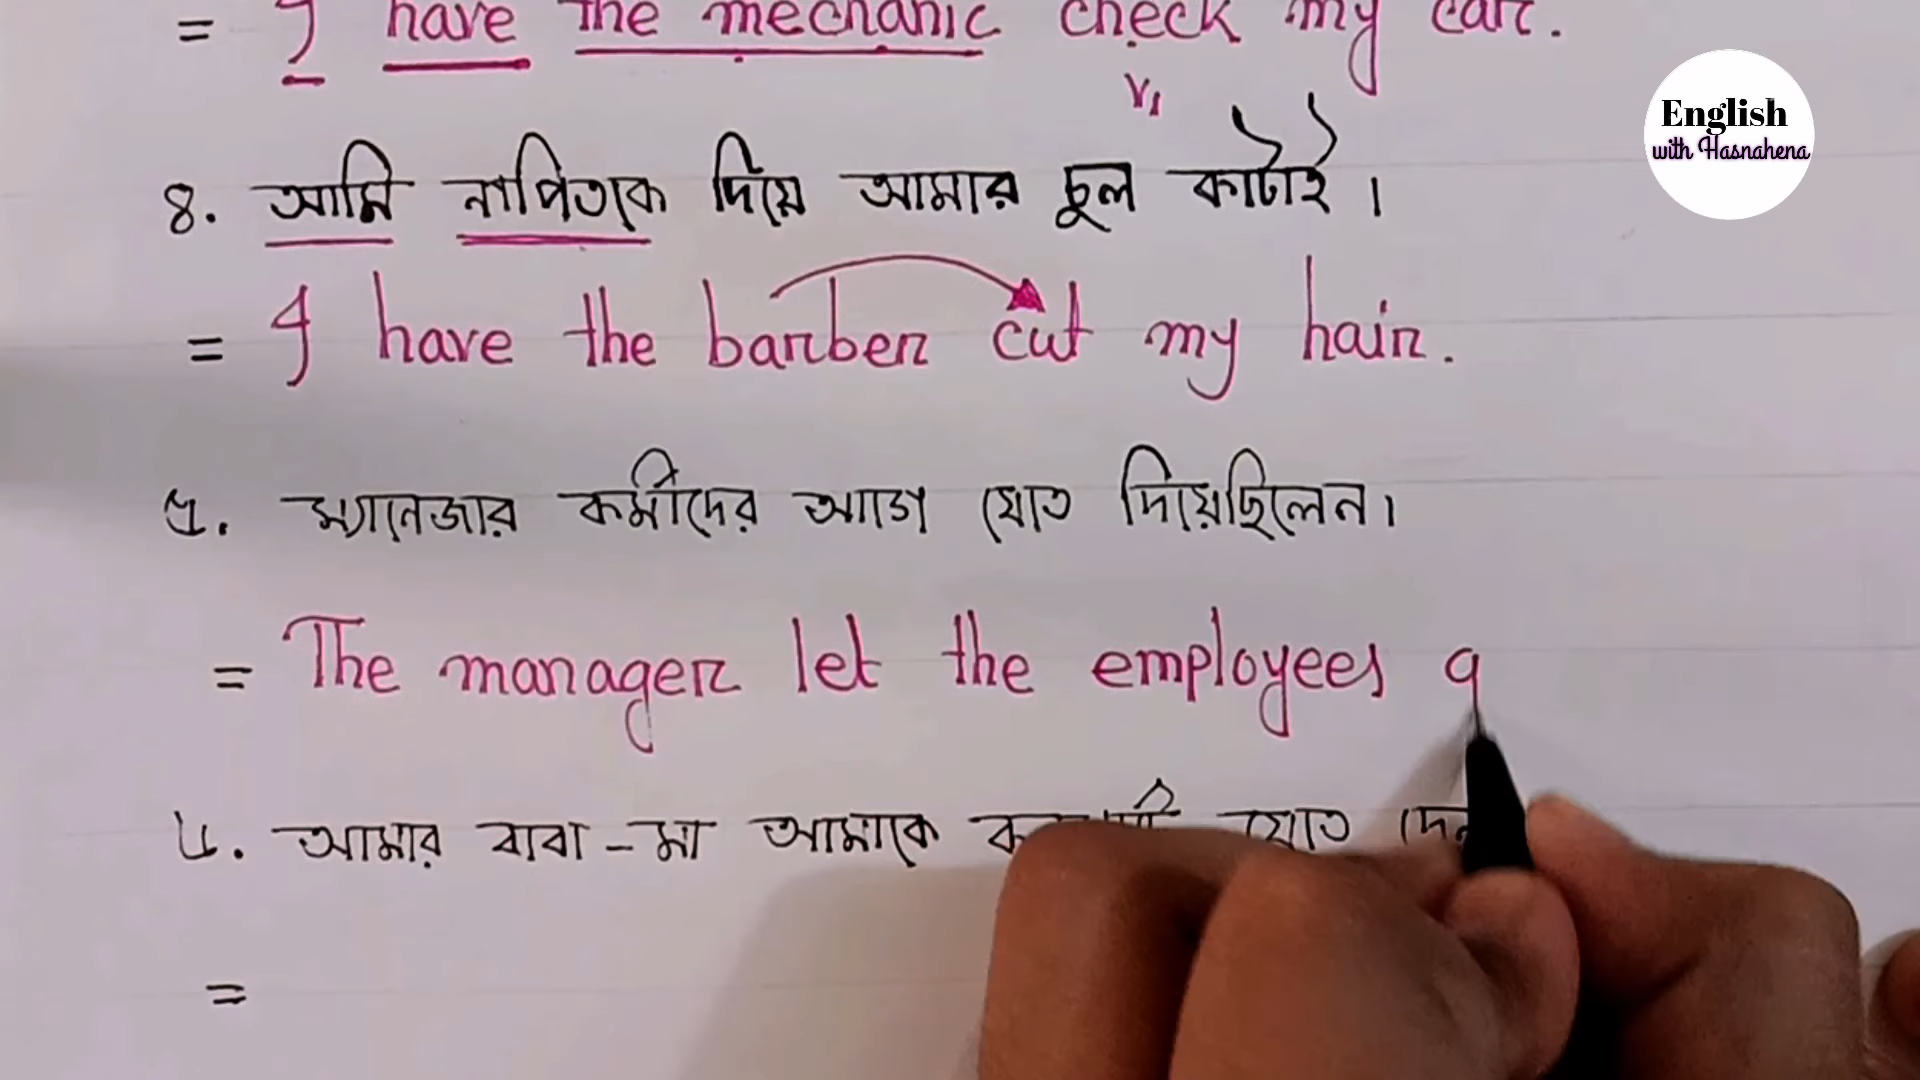 = I have the mechanic check my car.
V1
English
with Hasnahena
৪. আমি নাপিতকে দিয়ে আমার চুল কাটাই।
= I have the barber cut my hair.
৫. ম্যানেজার কর্মীদের আগে যেতে দিয়েছিলেন।
= The manager let the employees g
৬. আমার বাবা - মা আমাকে যেতে
=